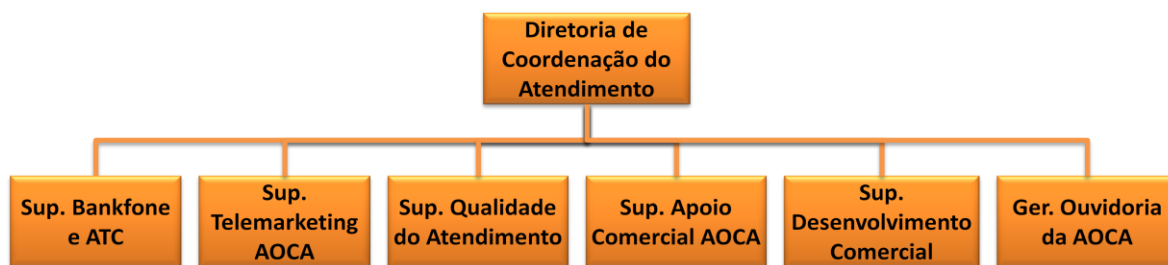 Diretoria de
Coordenação do
Atendimento
Sup. Bankfone
e ATC
Sup.
Telemarketing
AOCA
Sup. Qualidade
do Atendimento
Sup. Apoio
Comercial AOCA
Sup.
Desenvolvimento
Comercial
Ger. Ouvidoria
da AOCA